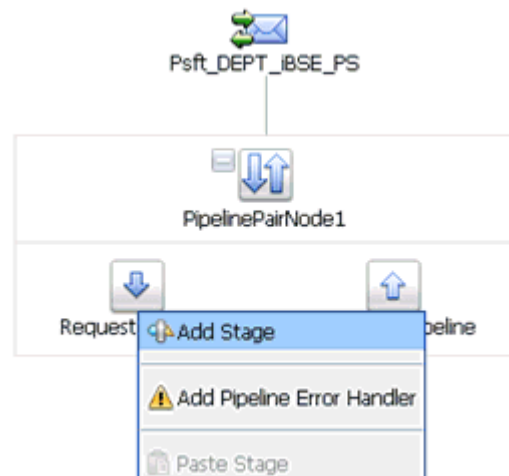 Psft_DEPT_iBSE_PS
PipelinePairNode1
Request
peline
Add Stage
Add Pipeline Error Handler
Paste Stage